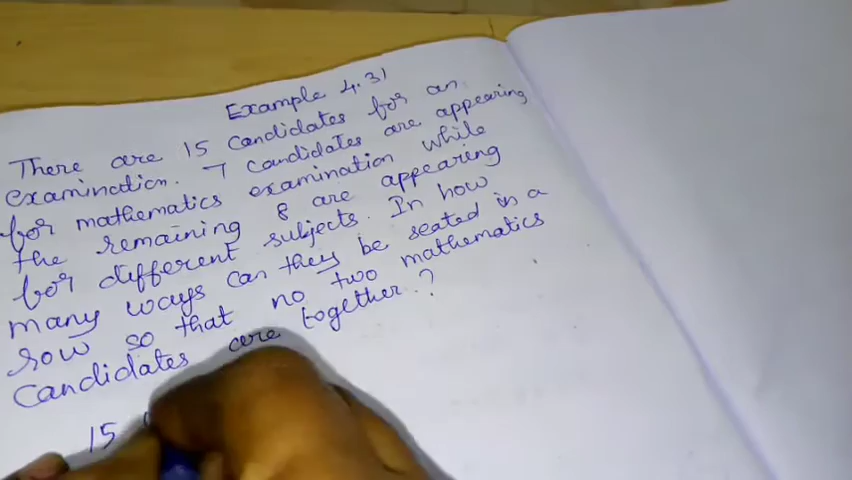 Example 4.31
There are 15 candidates for an
examination. 7 candidates are appearing
for mathematics examination while
the remaining 8 are appearing
for different subjects. In how
many ways can they be seated in a
row so that no two mathematics
candidates are together?
15